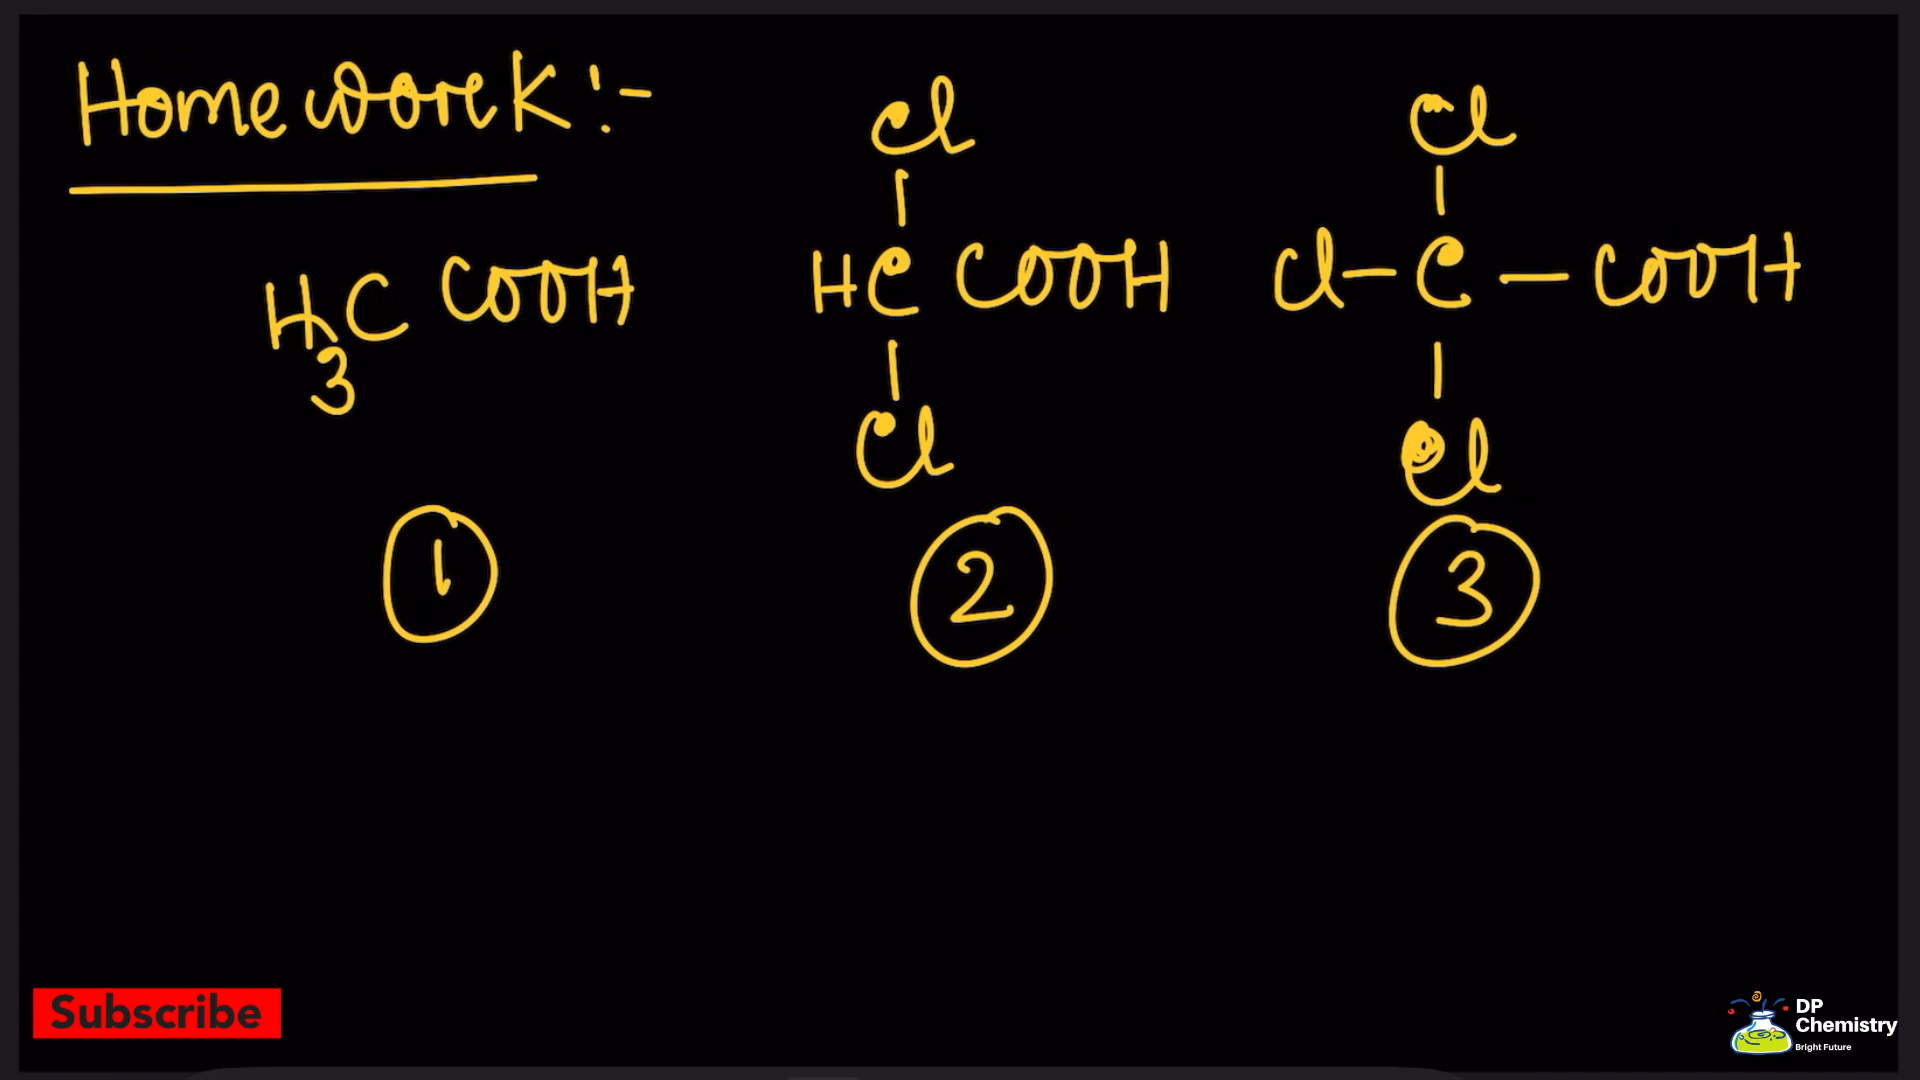 Homework :-
Cl
Cl
H3C COOH
HC COOH
Cl-C-COOH
Cl
Cl
1
2
3
Subscribe
DP
Chemistry
Bright Future